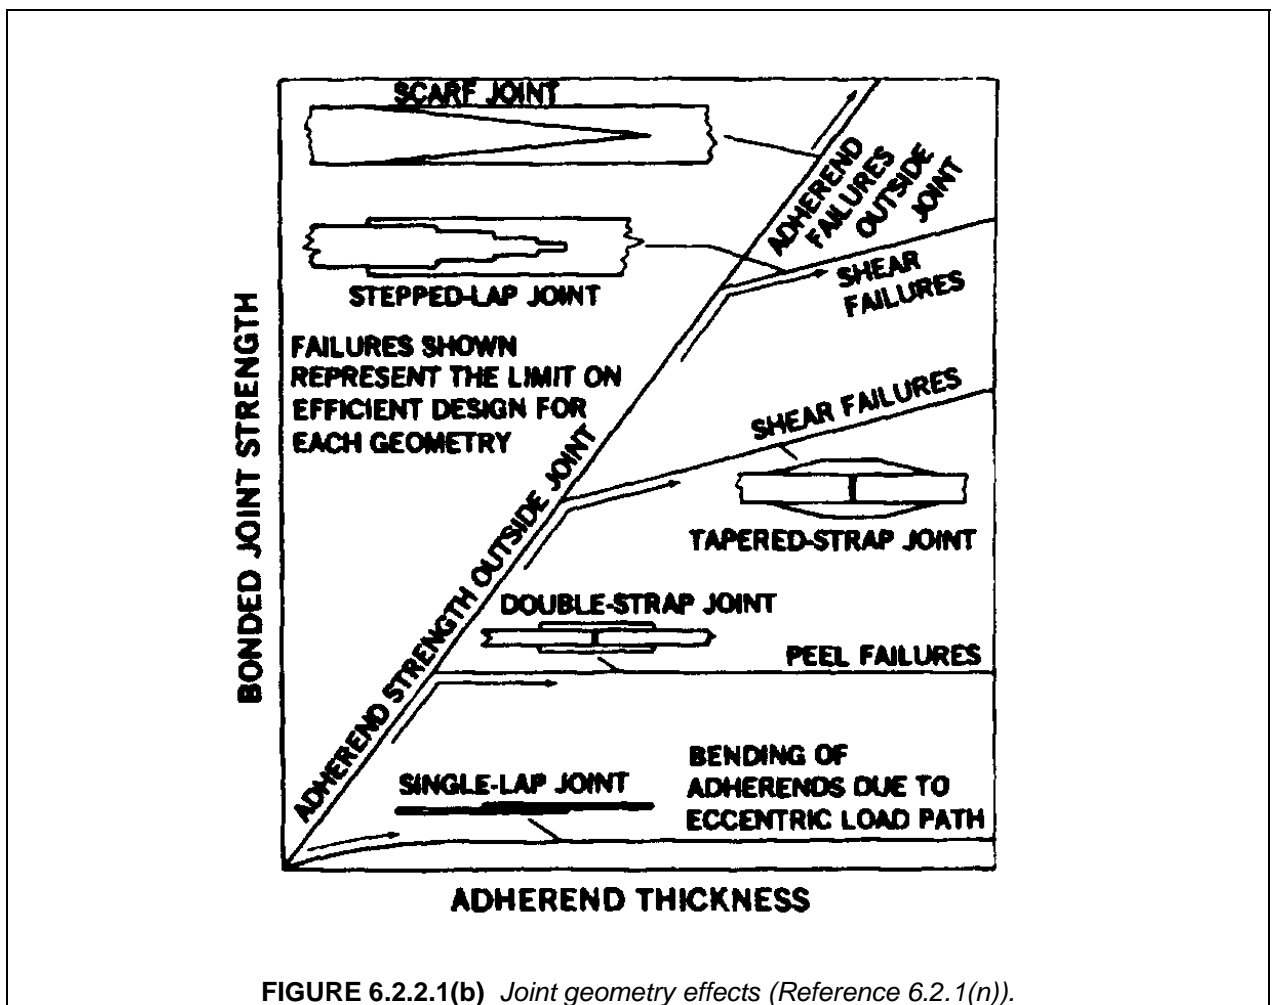 SCARF JOINT
ADHEREND
FAILURES
OUTSIDE
JOINT
STEPPED-LAP JOINT
SHEAR
FAILURES
FAILURES SHOWN
REPRESENT THE LIMIT ON
EFFICIENT DESIGN FOR
EACH GEOMETRY
SHEAR FAILURES
TAPERED-STRAP JOINT
ADHEREND STRENGTH OUTSIDE JOINT
DOUBLE-STRAP JOINT
PEEL FAILURES
SINGLE-LAP JOINT
BENDING OF
ADHERENDS DUE TO
ECCENTRIC LOAD PATH
BONDED JOINT STRENGTH
ADHEREND THICKNESS
FIGURE 6.2.2.1(b) Joint geometry effects (Reference 6.2.1(n)).